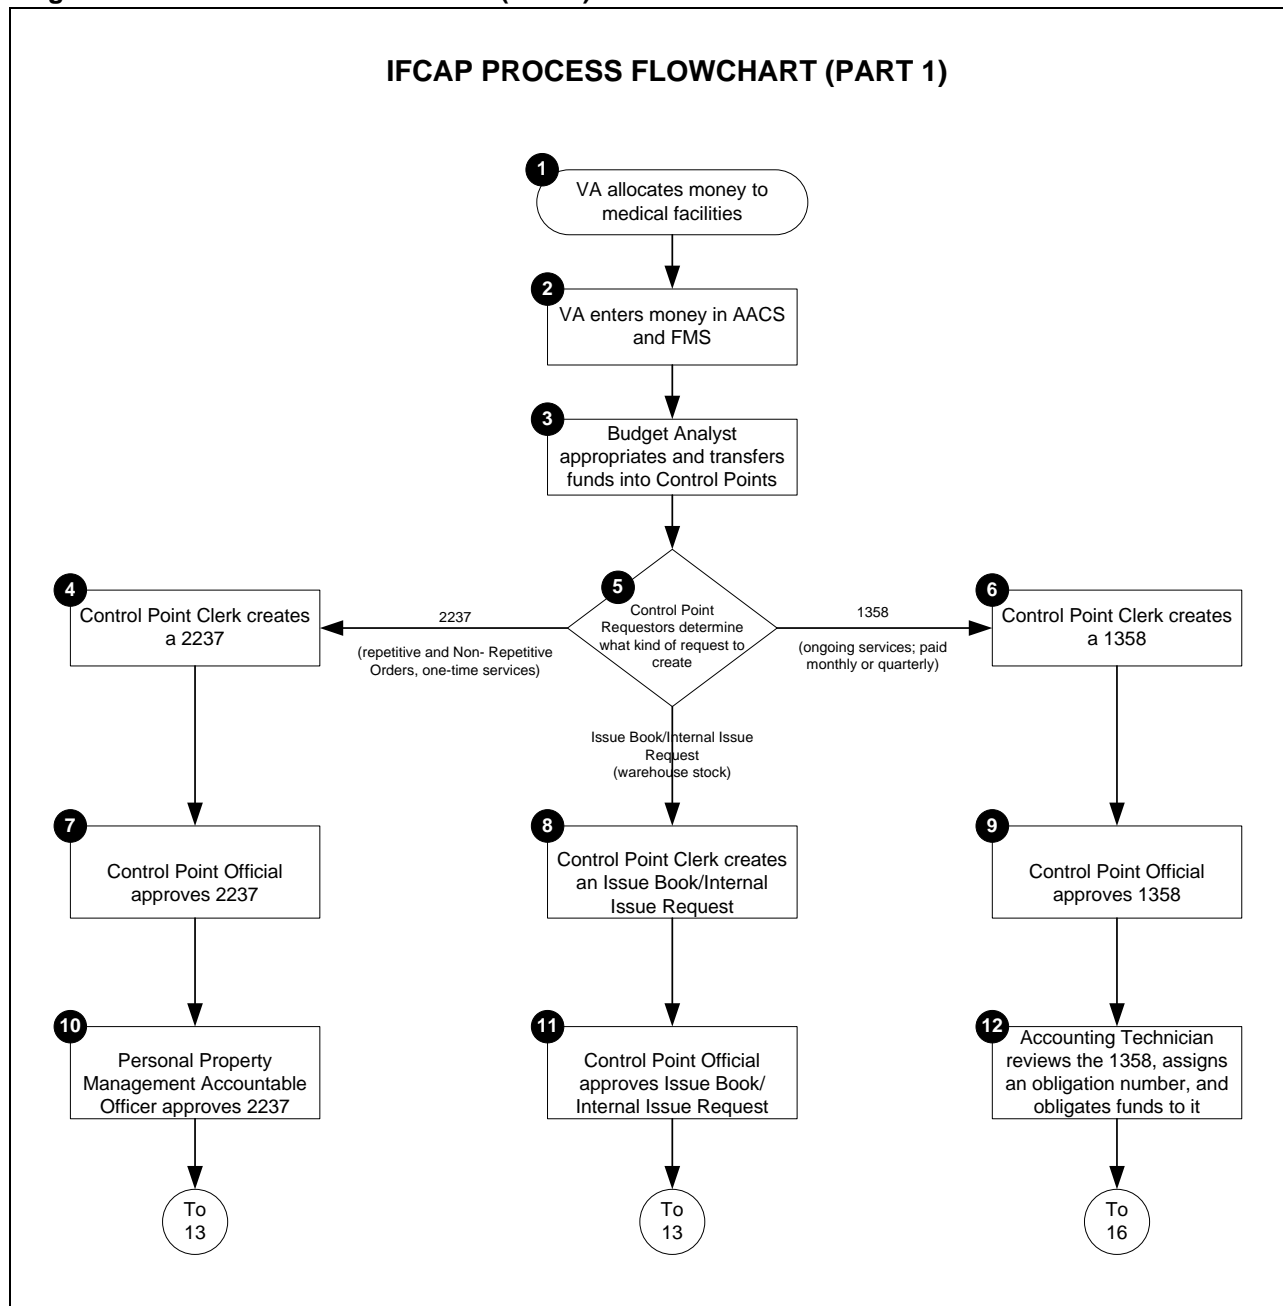 IFCAP PROCESS FLOWCHART (PART 1)
1
VA allocates money to
medical facilities
2
VA enters money in AACS
and FMS
3
Budget Analyst
appropriates and transfers
funds into Control Points
4
Control Point Clerk creates
a 2237
2237
(repetitive and Non- Repetitive
Orders, one-time services)
5
Control Point
Requestors determine
what kind of request to
create
1358
(ongoing services; paid
monthly or quarterly)
6
Control Point Clerk creates
a 1358
Issue Book/Internal Issue
Request
(warehouse stock)
7
Control Point Official
approves 2237
8
Control Point Clerk creates
an Issue Book/Internal
Issue Request
9
Control Point Official
approves 1358
10
Personal Property
Management Accountable
Officer approves 2237
11
Control Point Official
approves Issue Book/
Internal Issue Request
12
Accounting Technician
reviews the 1358, assigns
an obligation number, and
obligates funds to it
To
13
To
13
To
16